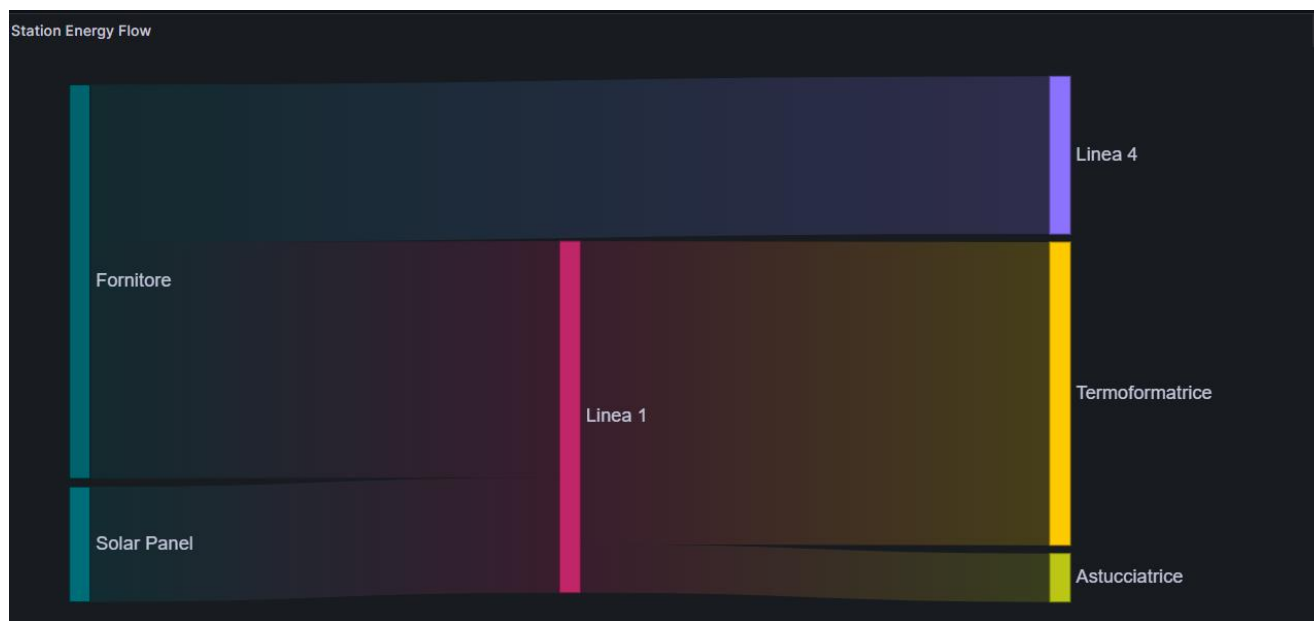 Station Energy Flow
Linea 4
Fornitore
Termoformatrice
Linea 1
Solar Panel
Astucciatrice